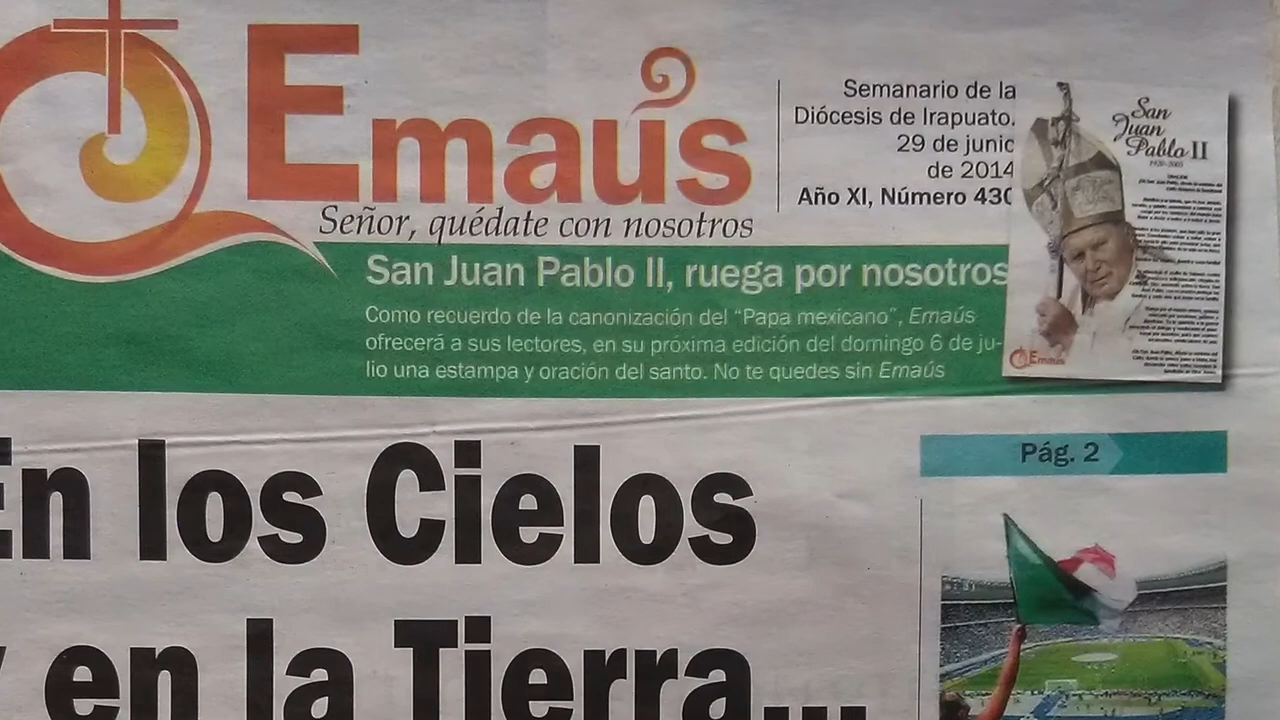 Emaús
Señor, quédate con nosotros
Semanario de la
Diócesis de Irapuato.
29 de junio
de 2014
Año XI, Número 430
San Juan Pablo II, ruega por nosotros
Como recuerdo de la canonización del “Papa mexicano”, Emaús
ofrecerá a sus lectores, en su próxima edición del domingo 6 de ju-
lio una estampa y oración del santo. No te quedes sin Emaús
San
Juan
Pablo II
1920-2005
Emaus
En los Cielos
y en la Tierra...
Pág. 2